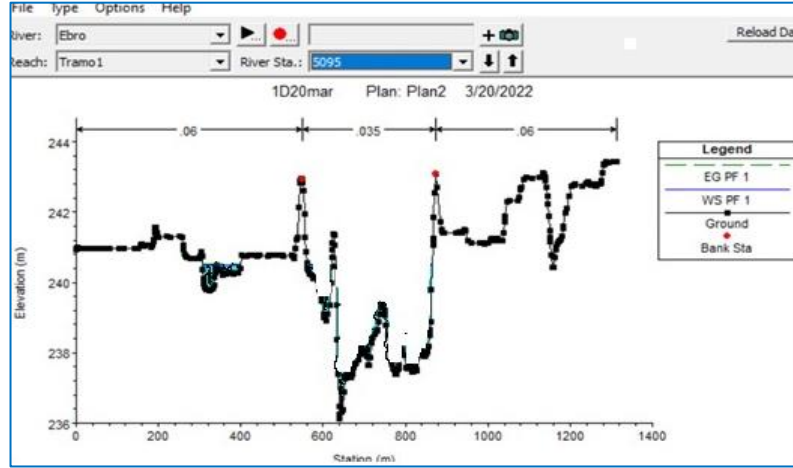 File Type Options Help
River: Ebro
Reload Da
Reach: Tramo1 River Sta.: 5095
1D20mar Plan: Plan2 3/20/2022
.06 .035 .06
Legend
EG PF 1
WS PF 1
Ground
Bank Sta
244
242
240
238
236
Elevation (m)
0 200 400 600 800 1000 1200 1400
Station (m)